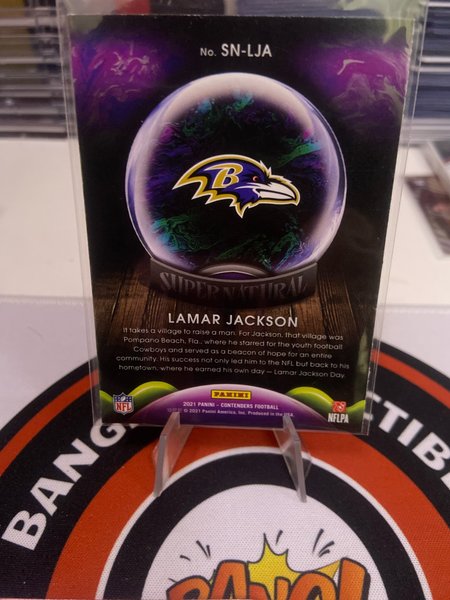 No. SN-LJA
B
SUPERNATURAL
LAMAR JACKSON
It takes a village to raise a man. For Jackson, that village was
Pompano Beach, Fla., where he starred for the youth football
Cowboys and served as a beacon of hope for an entire
community. His success not only led him to the NFL but back to his
hometown, where he earned his own day — Lamar Jackson Day.
NFL
PANINI
NFLPA
2021 PANINI – CONTENDERS FOOTBALL
© 2021 Panini America, Inc. Produced in the USA.
BANG
BANG!